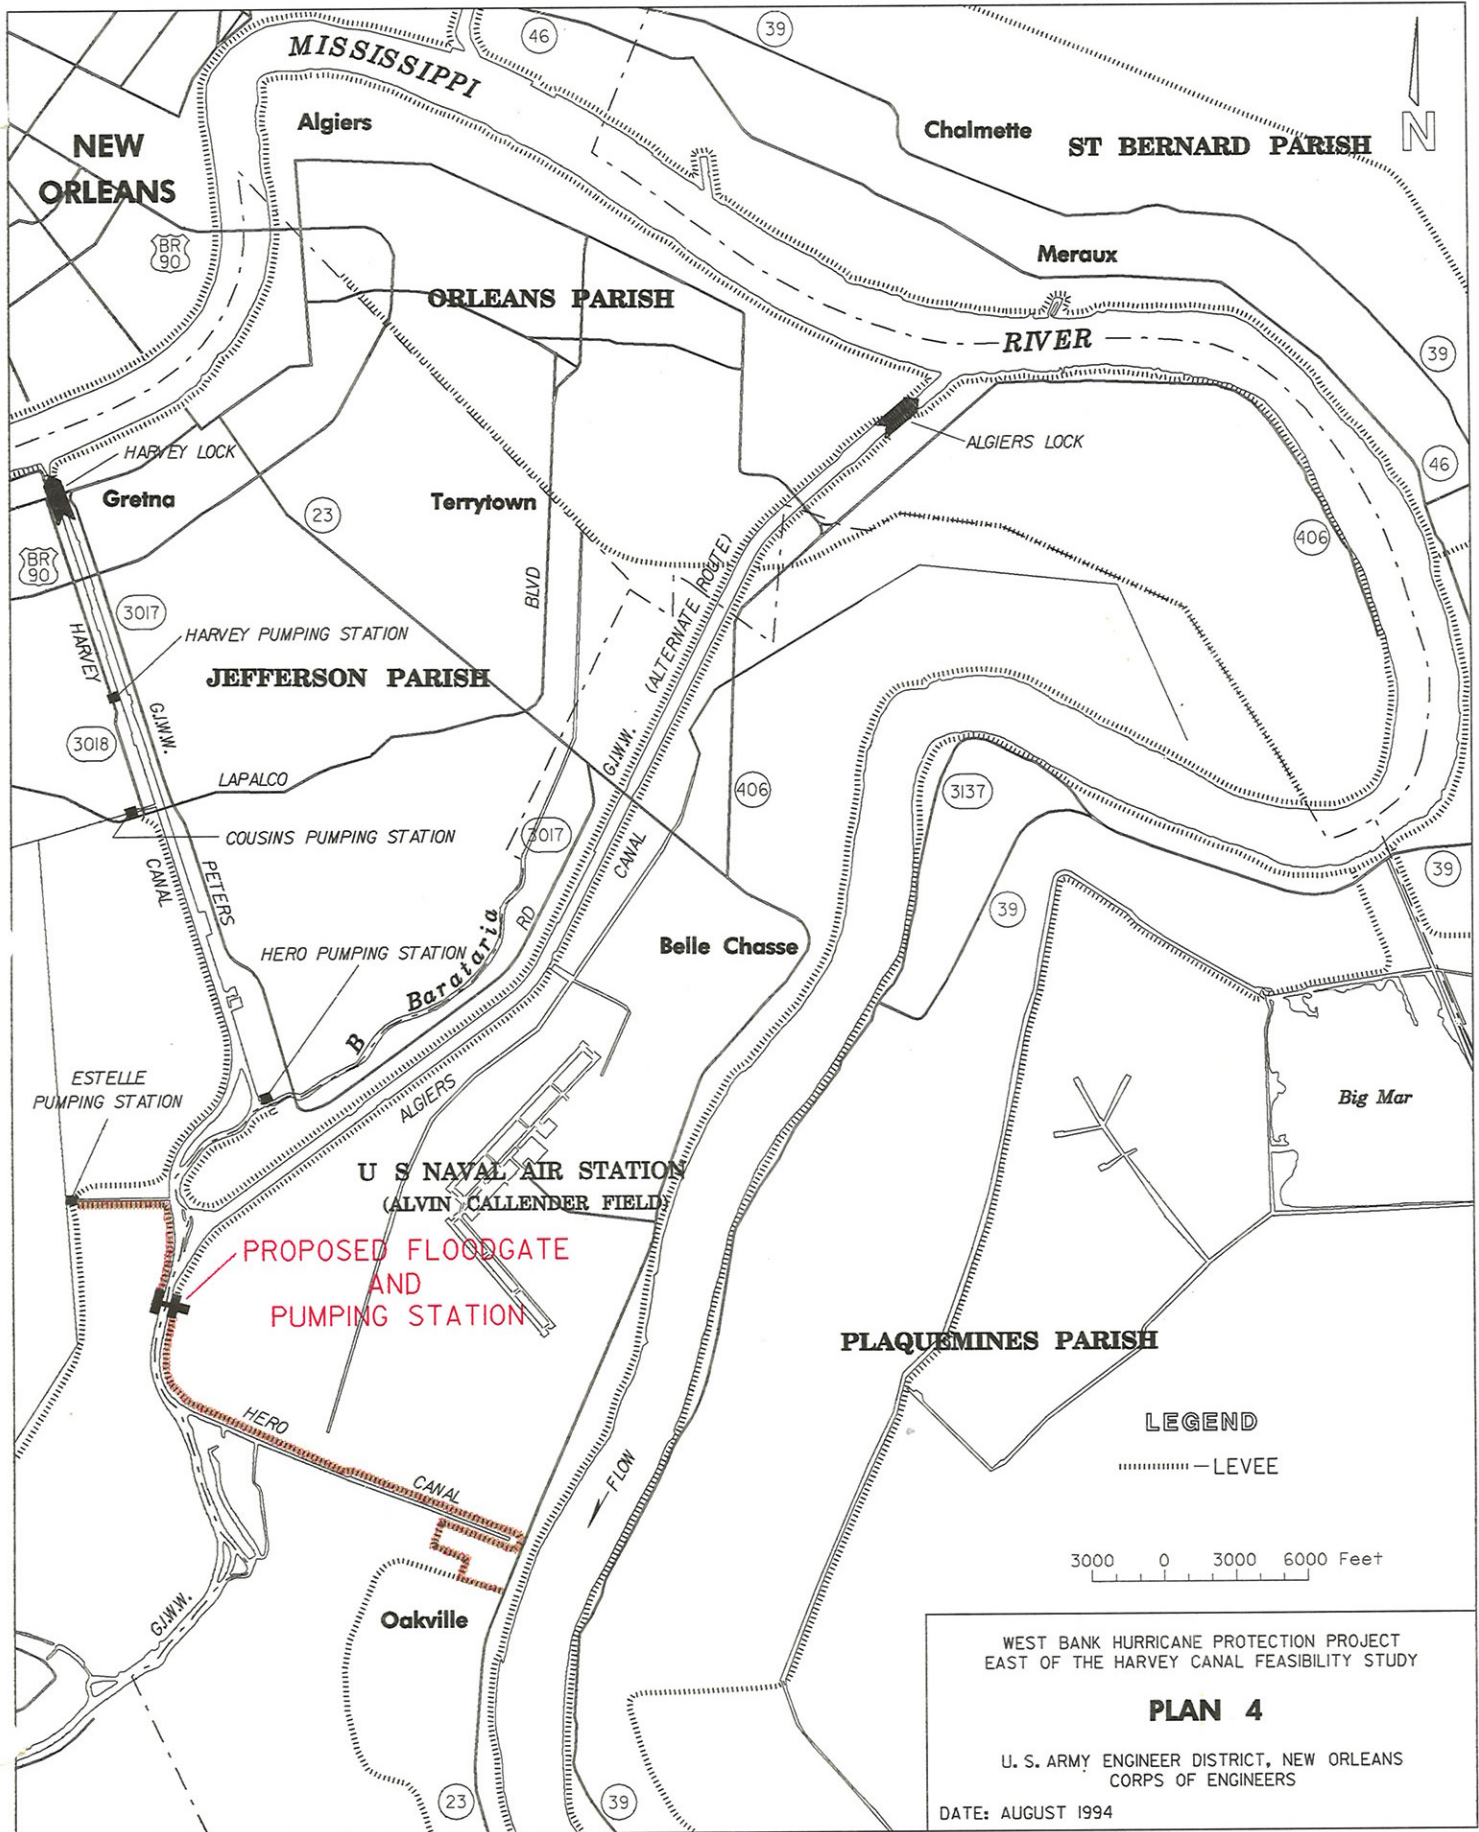 46
39
MISSISSIPPI
Algiers
Chalmette
ST BERNARD PARISH
N
NEW
ORLEANS
BR
90
Meraux
ORLEANS PARISH
RIVER
39
HARVEY LOCK
ALGIERS LOCK
46
Gretna
23
Terrytown
406
BR
90
BLVD
(ALTERNATE ROUTE)
3017
HARVEY PUMPING STATION
HARVEY
JEFFERSON PARISH
G.I.W.W.
G.I.W.W.
3018
LAPALCO
406
3137
COUSINS PUMPING STATION
3017
CANAL
CANAL
PETERS
39
39
RD
HERO PUMPING STATION
Belle Chasse
B Barataria
ESTELLE
PUMPING STATION
ALGIERS
Big Mar
U S NAVAL AIR STATION
(ALVIN CALLENDER FIELD)
PROPOSED FLOODGATE
AND
PUMPING STATION
PLAQUEMINES PARISH
HERO
CANAL
FLOW
LEGEND
LEVEE
3000 0 3000 6000 Feet
G.I.W.W.
Oakville
23
39
WEST BANK HURRICANE PROTECTION PROJECT
EAST OF THE HARVEY CANAL FEASIBILITY STUDY
PLAN 4
U. S. ARMY ENGINEER DISTRICT, NEW ORLEANS
CORPS OF ENGINEERS
DATE: AUGUST 1994